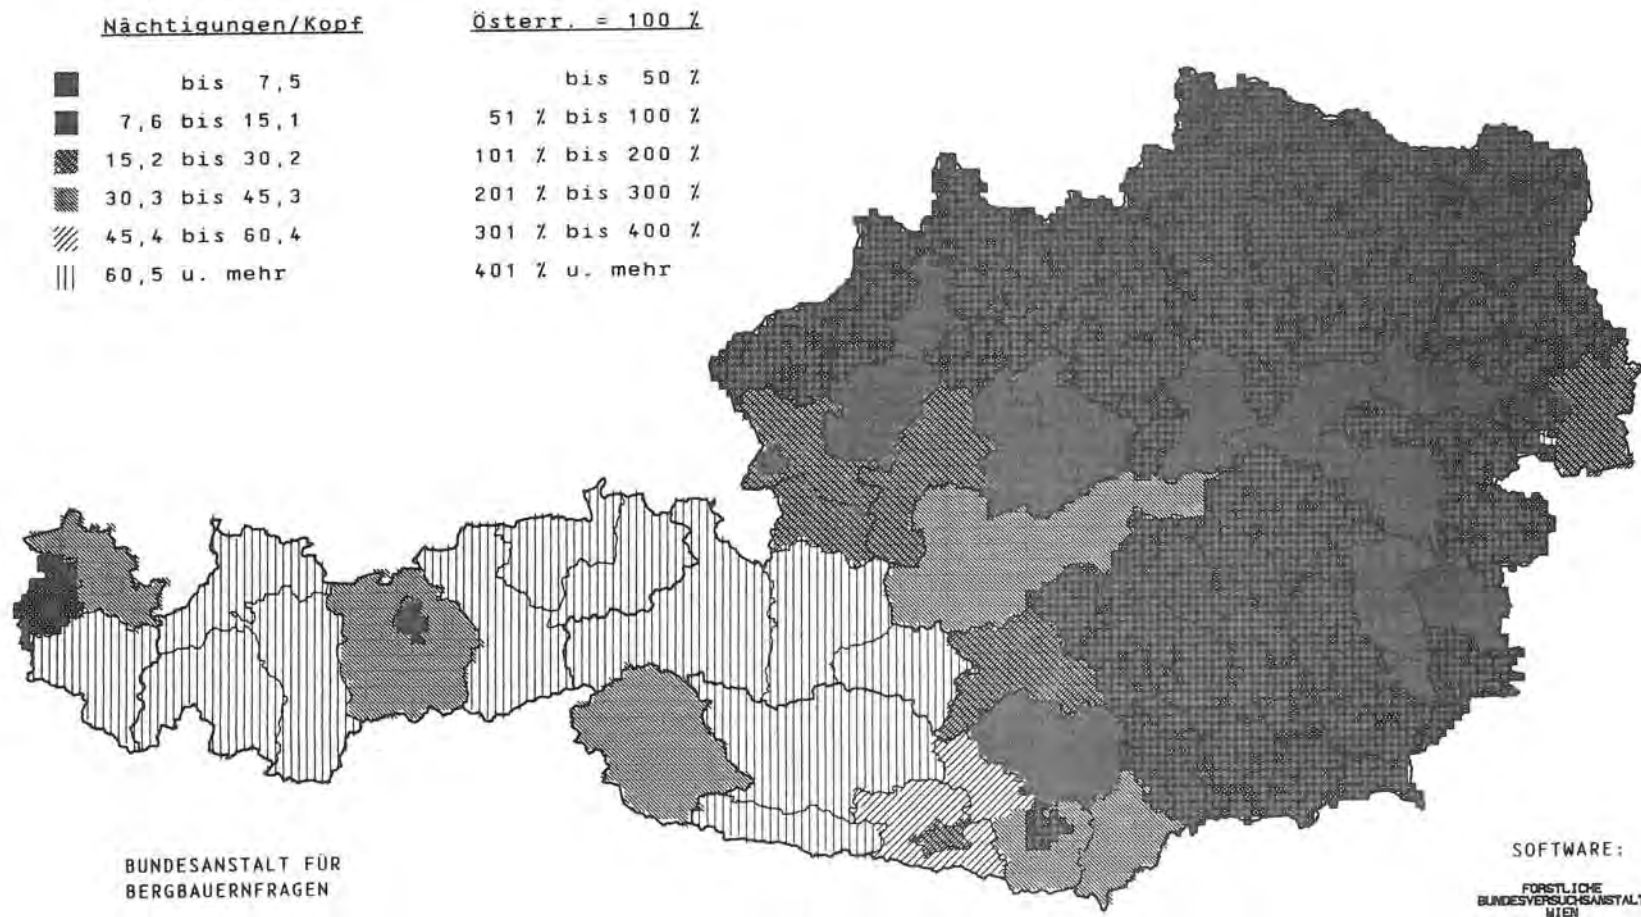 Nächtigungen/Kopf Österr. = 100 %
bis 7,5 bis 50 %
7,6 bis 15,1 51 % bis 100 %
15,2 bis 30,2 101 % bis 200 %
30,3 bis 45,3 201 % bis 300 %
45,4 bis 60,4 301 % bis 400 %
60,5 u. mehr 401 % u. mehr
BUNDESANSTALT FÜR
BERGBAUERNFRAGEN
SOFTWARE:
FORSTLICHE
BUNDESVERSUCHSANSTALT
WIEN